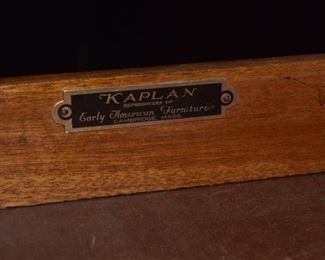 KAPLAN
REPRODUCERS OF
Early American Furniture
CAMBRIDGE, MASS.